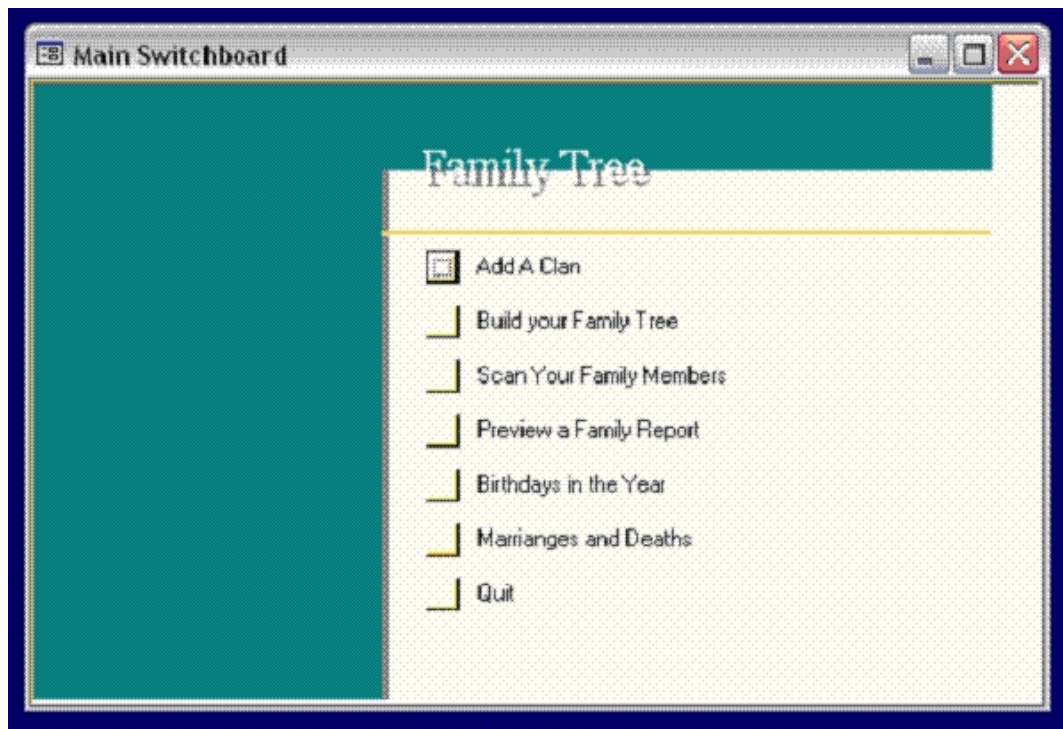 Main Switchboard
Family Tree
Add A Clan
Build your Family Tree
Scan Your Family Members
Preview a Family Report
Birthdays in the Year
Marrianges and Deaths
Quit